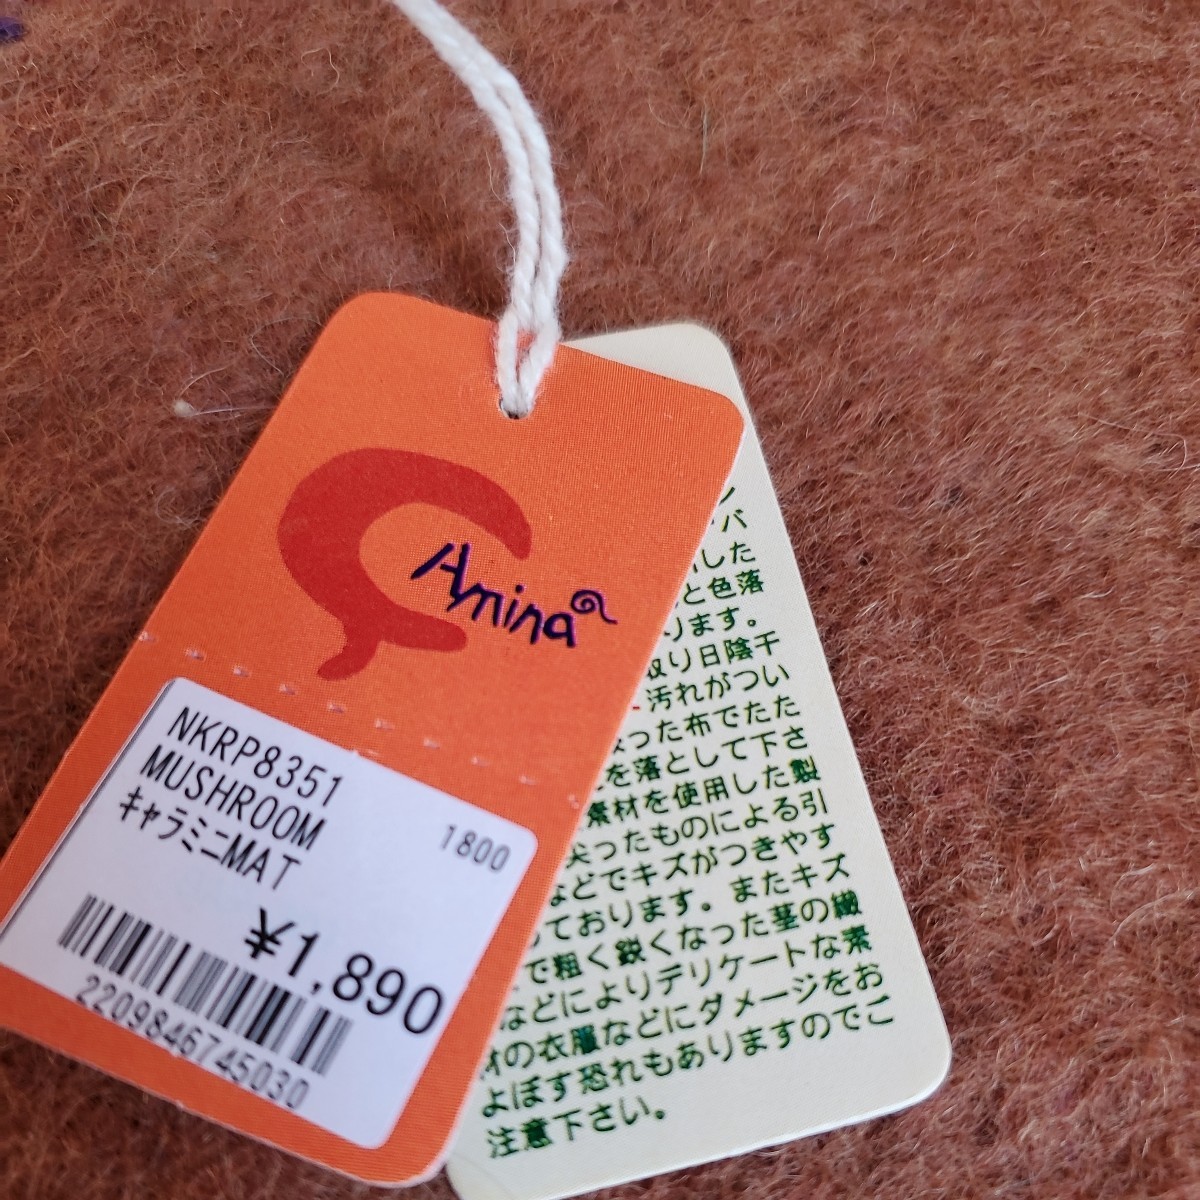 Amina
NKRP8351
MUSHROOM
キャラミニMAT
1800
¥1,890
2209846745030
ン
バ
した
と色落
ります。
取り日陰干
汚れがつい
った布でたた
を落として下さ
素材を使用した製
尖ったものによる引
などでキズがつきやす
ております。またキズ
で粗く鋭くなった茎の繊
などによりデリケートな素
材の衣服などにダメージをお
よぼす恐れもありますのでご
注意下さい。